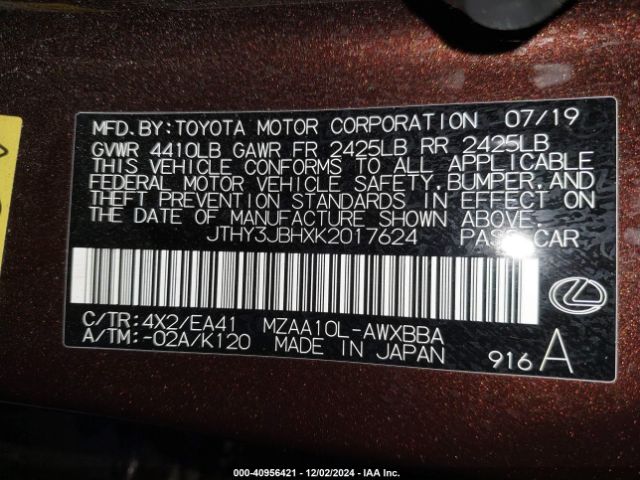 MFD. BY: TOYOTA MOTOR CORPORATION 07/19
GVWR 4410LB GAWR FR 2425LB RR 2425LB
THIS VEHICLE CONFORMS TO ALL APPLICABLE
FEDERAL MOTOR VEHICLE SAFETY, BUMPER, AND
THEFT PREVENTION STANDARDS IN EFFECT ON
THE DATE OF MANUFACTURE SHOWN ABOVE.
JTHY3JBHXK2017624 PASS CAR
C/TR: 4X2/EA41 MZAA10L-AWXBBA
A/TM: -02A/K120 MADE IN JAPAN 916 A
000-40956421 - 12/02/2024 - IAA Inc.